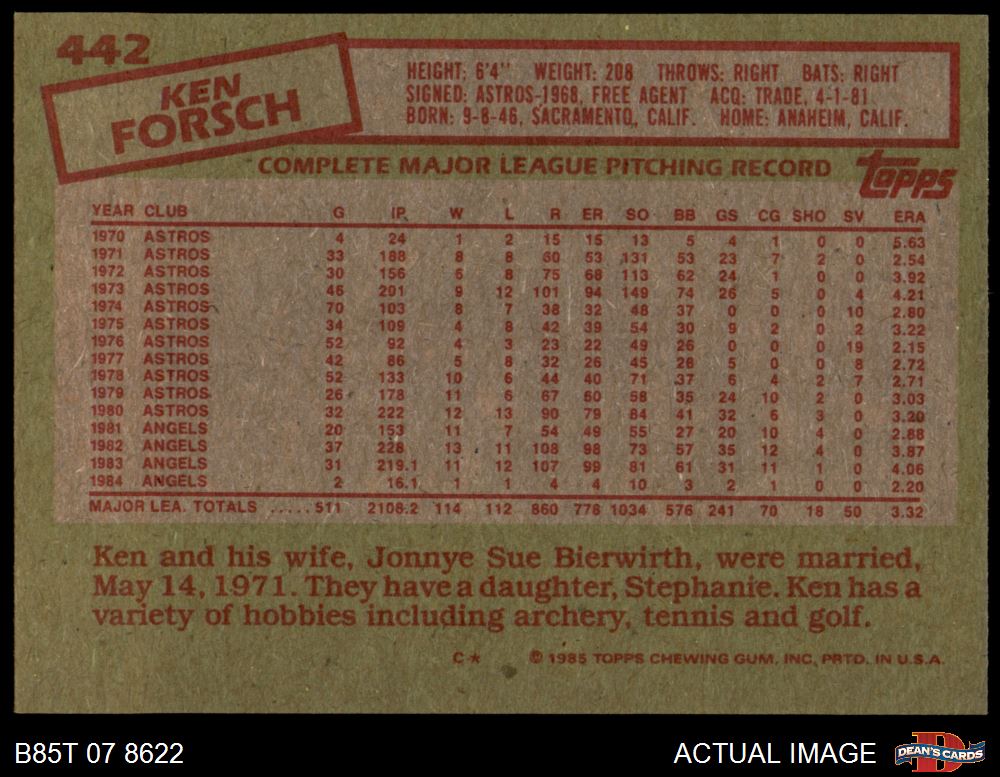 442
KEN
FORSCH
HEIGHT: 6'4" WEIGHT: 208 THROWS: RIGHT BATS: RIGHT
SIGNED: ASTROS-1968, FREE AGENT ACQ: TRADE, 4-1-81
BORN: 9-8-46, SACRAMENTO, CALIF. HOME: ANAHEIM, CALIF.
COMPLETE MAJOR LEAGUE PITCHING RECORD
TOPPS
YEAR CLUB G IP W L R ER SO BB GS CG SHO SV ERA
1970 ASTROS 4 24 1 2 15 15 13 5 4 1 0 0 5.63
1971 ASTROS 33 188 8 8 60 53 131 53 23 7 2 0 2.54
1972 ASTROS 30 156 6 8 75 68 113 62 24 1 0 0 3.92
1973 ASTROS 46 201 9 12 101 94 149 74 26 5 0 4 4.21
1974 ASTROS 70 103 8 7 38 32 48 37 0 0 0 10 2.80
1975 ASTROS 34 109 4 8 42 39 54 30 9 2 0 2 3.22
1976 ASTROS 52 92 4 3 23 22 49 26 0 0 0 19 2.15
1977 ASTROS 42 86 5 8 32 26 45 28 5 0 0 8 2.72
1978 ASTROS 52 133 10 6 44 40 71 37 6 4 2 7 2.71
1979 ASTROS 26 178 11 6 67 60 58 35 24 10 2 0 3.03
1980 ASTROS 32 222 12 13 90 79 84 41 32 6 3 0 3.20
1981 ANGELS 20 153 11 7 54 49 55 27 20 10 4 0 2.88
1982 ANGELS 37 228 13 11 108 98 73 57 35 12 4 0 3.87
1983 ANGELS 31 219.1 11 12 107 99 81 61 31 11 1 0 4.06
1984 ANGELS 2 16.1 1 1 4 4 10 3 2 1 0 0 2.20
MAJOR LEA. TOTALS ..... 511 2108.2 114 112 860 778 1034 576 241 70 18 50 3.32
Ken and his wife, Jonnye Sue Bierwirth, were married,
May 14, 1971. They have a daughter, Stephanie. Ken has a
variety of hobbies including archery, tennis and golf.
C* © 1985 TOPPS CHEWING GUM, INC. PRTD. IN U.S.A.
B85T 07 8622
ACTUAL IMAGE
DEAN'S CARDS